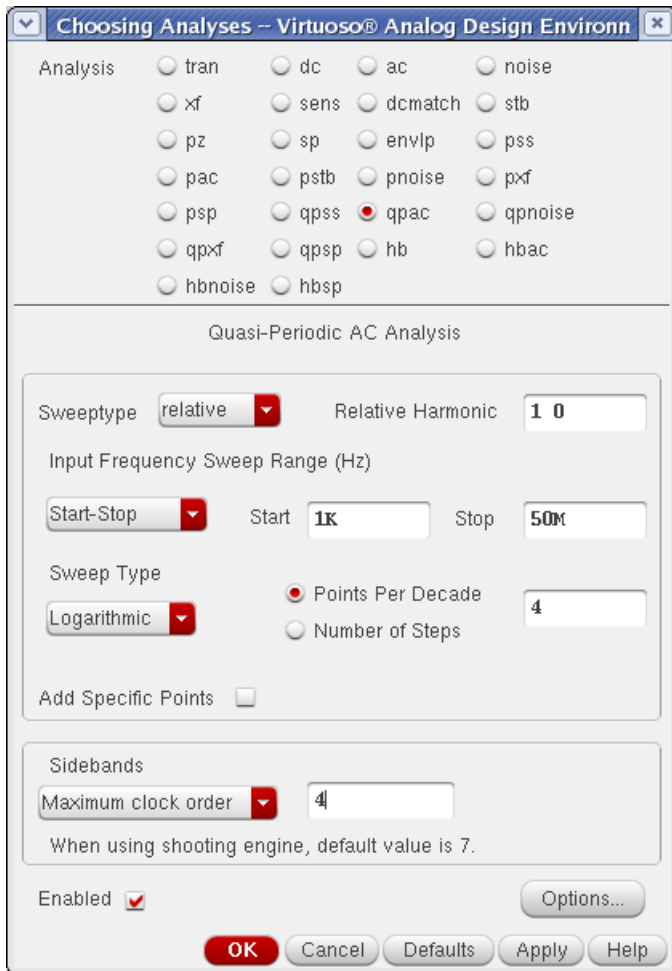 Choosing Analyses -- Virtuoso® Analog Design Environn
Analysis tran dc ac noise
xf sens dcmatch stb
pz sp envlp pss
pac pstb pnoise pxf
psp qpss qpac qpnoise
qpxf qpsp hb hbac
hbnoise hbsp
Quasi-Periodic AC Analysis
Sweeptype relative Relative Harmonic 1 0
Input Frequency Sweep Range (Hz)
Start-Stop Start 1K Stop 50M
Sweep Type
Points Per Decade
Logarithmic 4
Number of Steps
Add Specific Points
Sidebands
Maximum clock order 4
When using shooting engine, default value is 7.
Enabled Options...
OK Cancel Defaults Apply Help